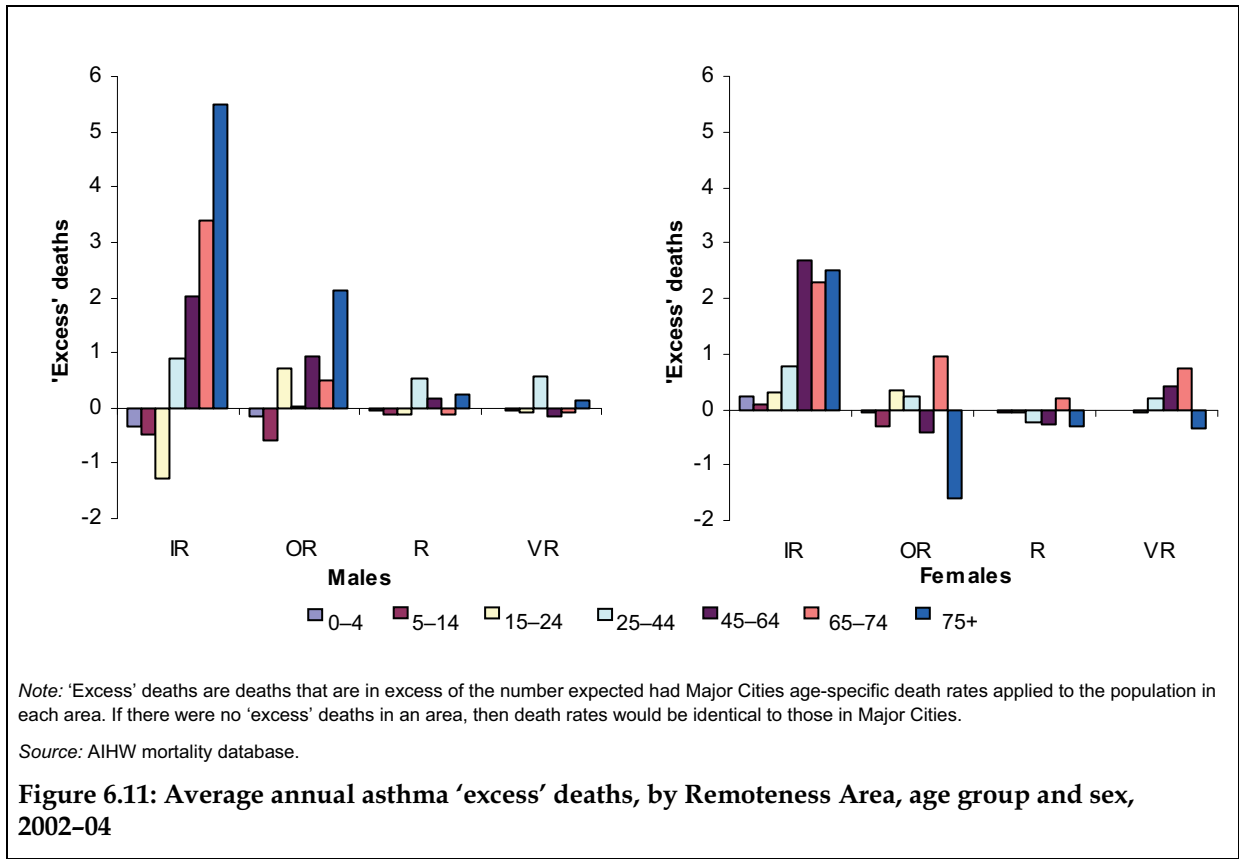 6
5
4
3
2
1
0
-1
-2
'Excess' deaths
IR OR R VR
Males
6
5
4
3
2
1
0
-1
-2
'Excess' deaths
IR OR R VR
Females
0–4 5–14 15–24 25–44 45–64 65–74 75+
Note: 'Excess' deaths are deaths that are in excess of the number expected had Major Cities age-specific death rates applied to the population in
each area. If there were no 'excess' deaths in an area, then death rates would be identical to those in Major Cities.
Source: AIHW mortality database.
Figure 6.11: Average annual asthma 'excess' deaths, by Remoteness Area, age group and sex,
2002–04